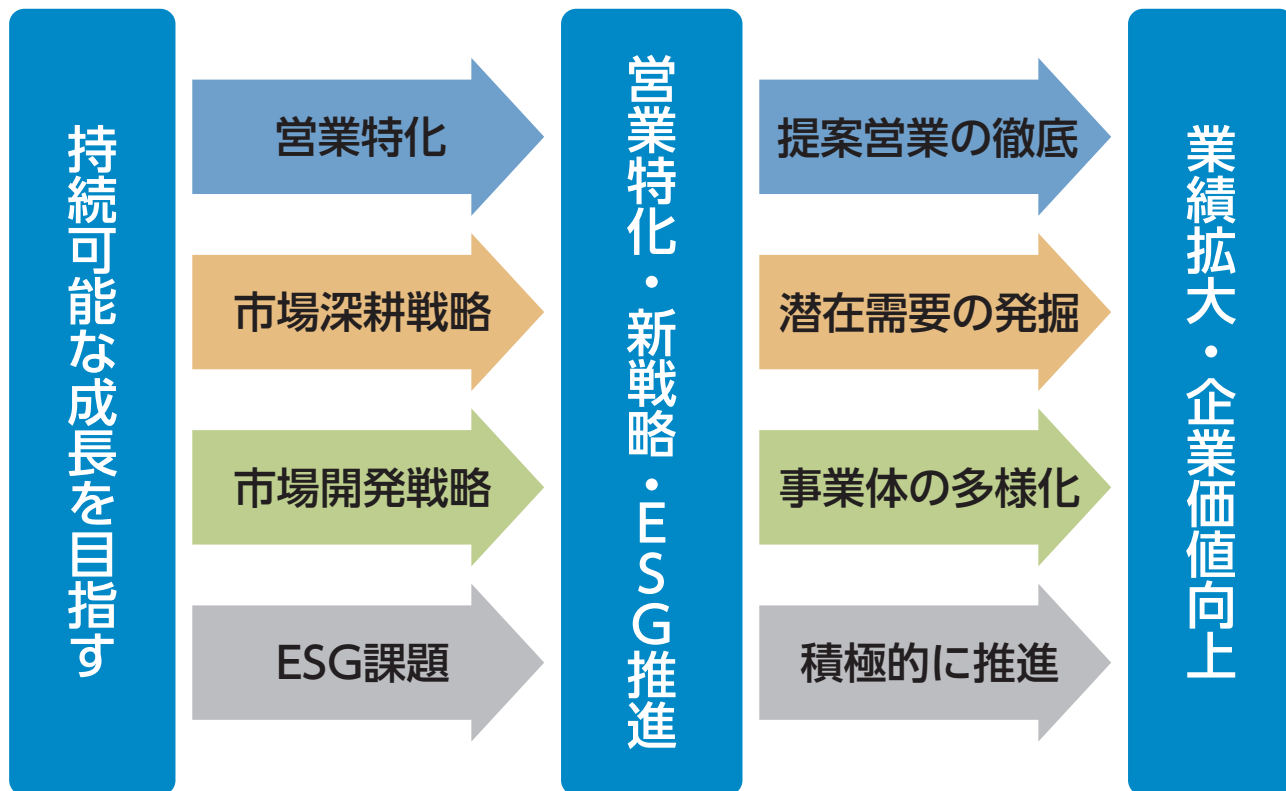 持続可能な成長を目指す
営業特化
市場深耕戦略
市場開発戦略
ESG課題
営業特化・新戦略・ESG推進
提案営業の徹底
潜在需要の発掘
事業体の多様化
積極的に推進
業績拡大・企業価値向上